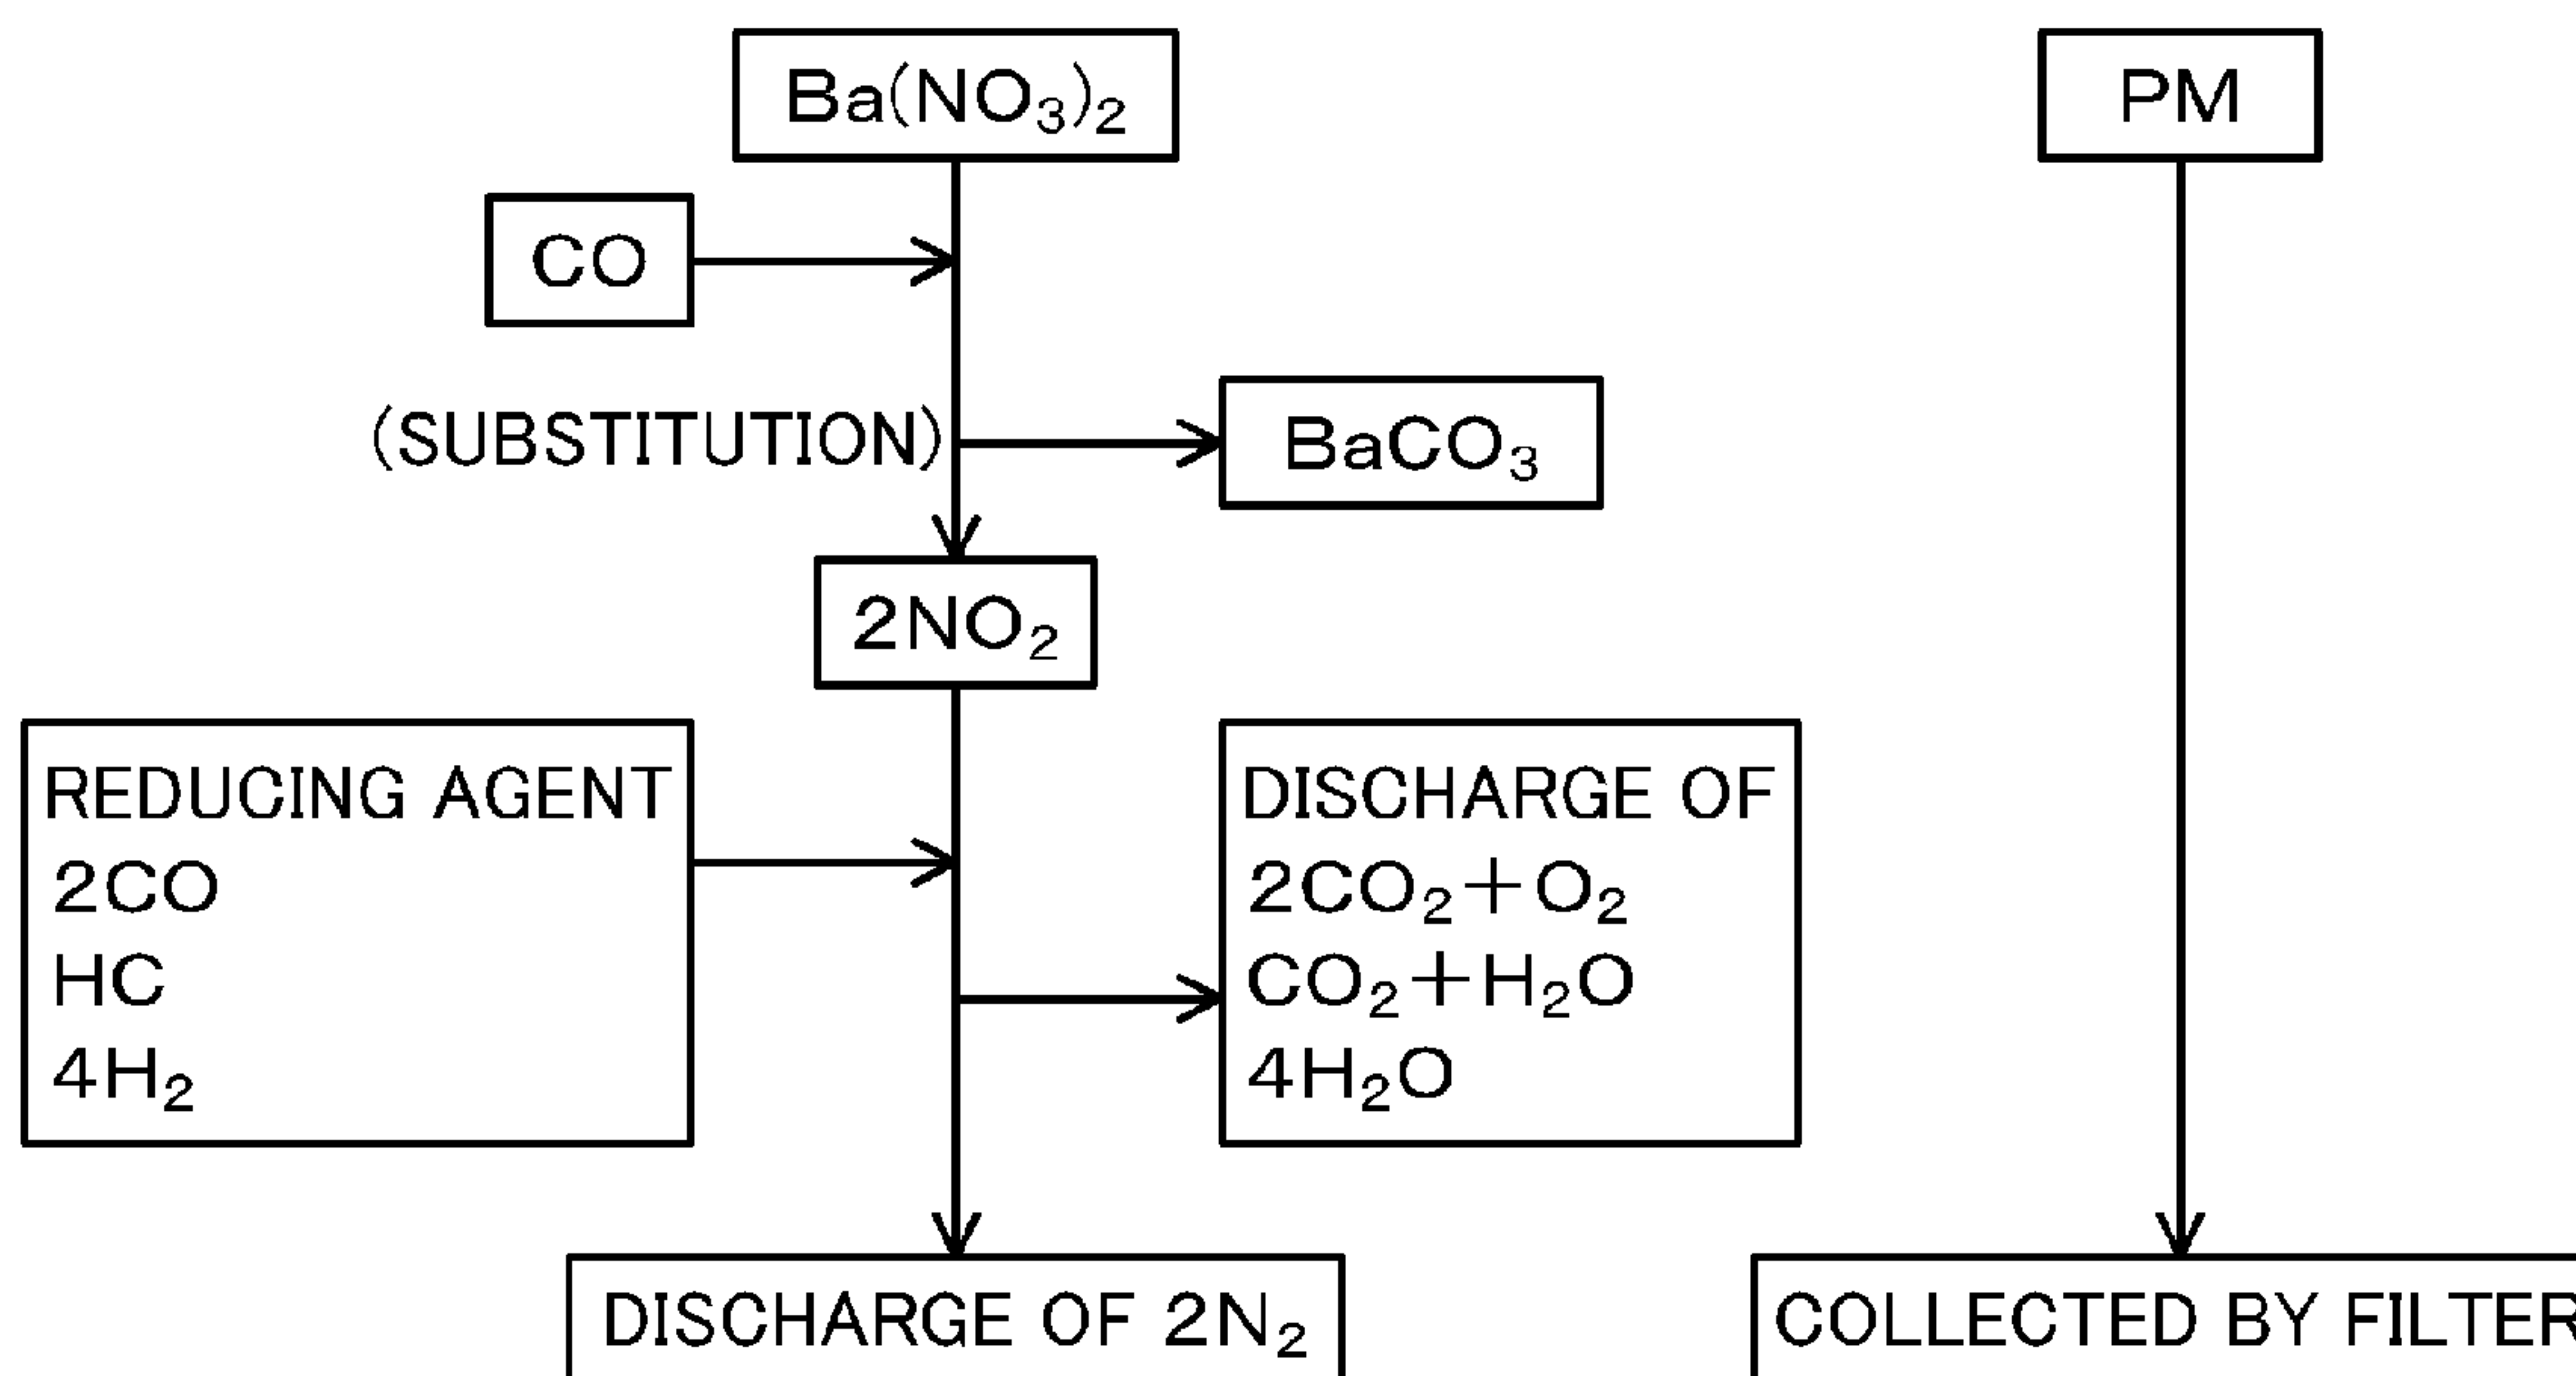 Ba(NO₃)₂
PM
CO
(SUBSTITUTION)
BaCO₃
2NO₂
REDUCING AGENT
2CO
HC
4H₂
DISCHARGE OF
2CO₂+O₂
CO₂+H₂O
4H₂O
DISCHARGE OF 2N₂
COLLECTED BY FILTER